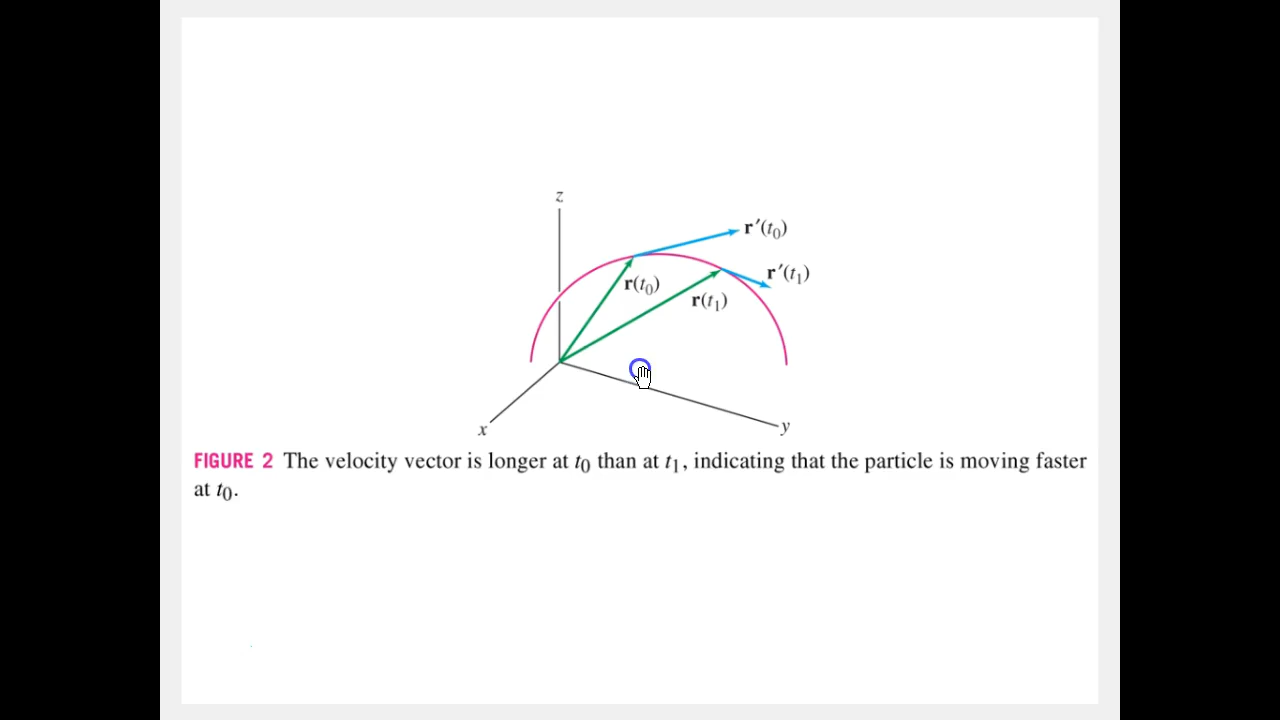 z
r′(t₀)
r′(t₁)
r(t₀)
r(t₁)
x
y
FIGURE 2 The velocity vector is longer at t₀ than at t₁, indicating that the particle is moving faster
at t₀.